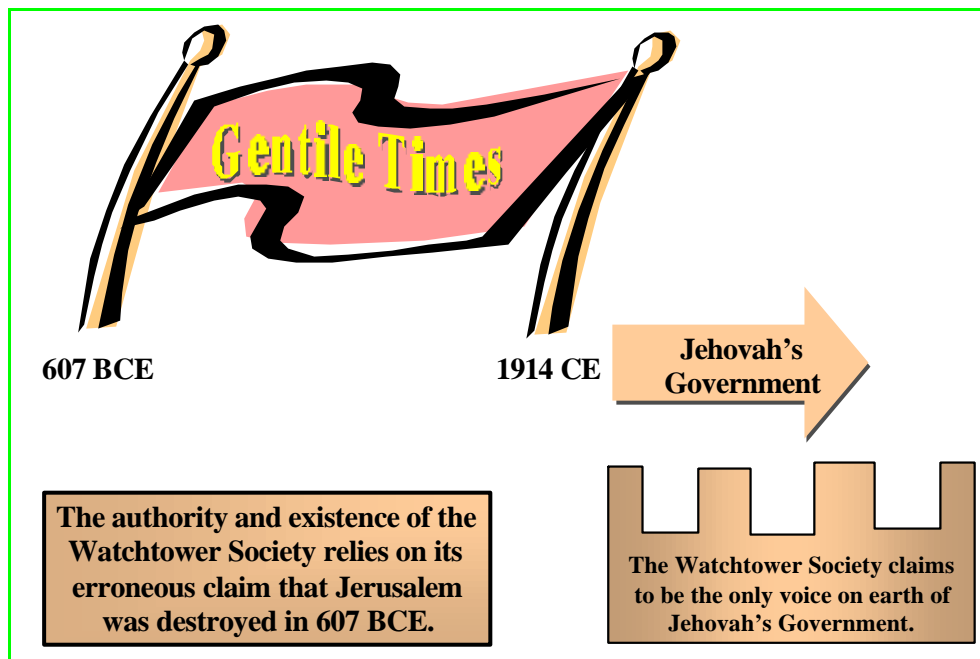 Gentile Times
607 BCE
1914 CE
Jehovah’s
Government
The authority and existence of the
Watchtower Society relies on its
erroneous claim that Jerusalem
was destroyed in 607 BCE.
The Watchtower Society claims
to be the only voice on earth of
Jehovah’s Government.